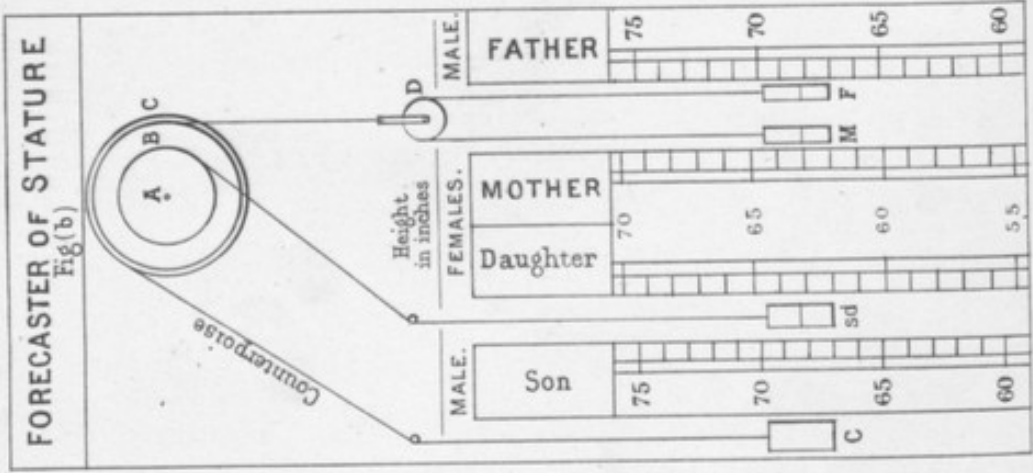 FORECASTER OF STATURE
Fig(b)
A
B
C
D
Counterpoise
Height
in inches
MALE.
FEMALES.
MALE.
Son
Daughter
MOTHER
FATHER
75
70
65
60
70
65
60
55
75
70
65
60
C
sd
M
F